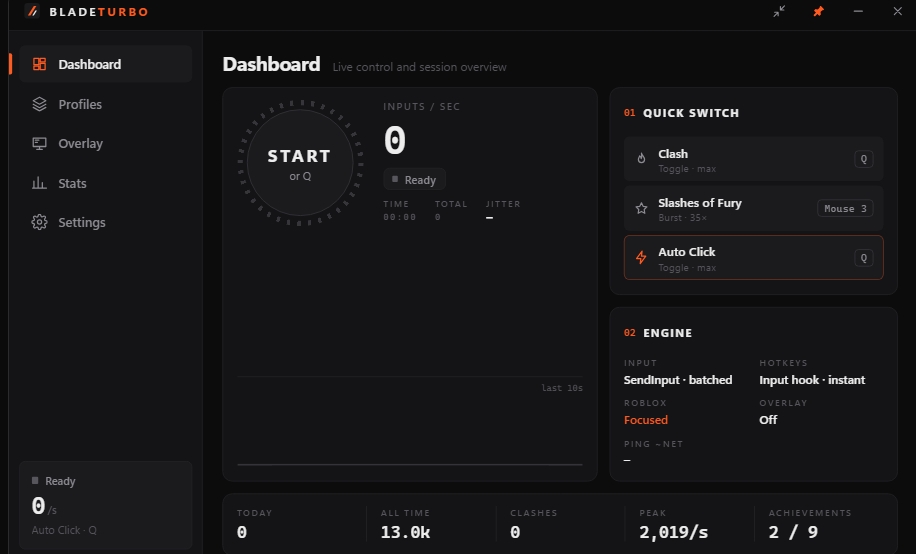 BLADETURBO
Dashboard
Profiles
Overlay
Stats
Settings
Ready
0/s
Auto Click · Q
Dashboard Live control and session overview
START
or Q
INPUTS / SEC
0
Ready
TIME TOTAL JITTER
00:00 0 —
last 10s
01 QUICK SWITCH
Clash Q
Toggle · max
Slashes of Fury Mouse 3
Burst · 35×
Auto Click Q
Toggle · max
02 ENGINE
INPUT HOTKEYS
SendInput · batched Input hook · instant
ROBLOX OVERLAY
Focused Off
PING ~NET
—
TODAY ALL TIME CLASHES PEAK ACHIEVEMENTS
0 13.0k 0 2,019/s 2 / 9